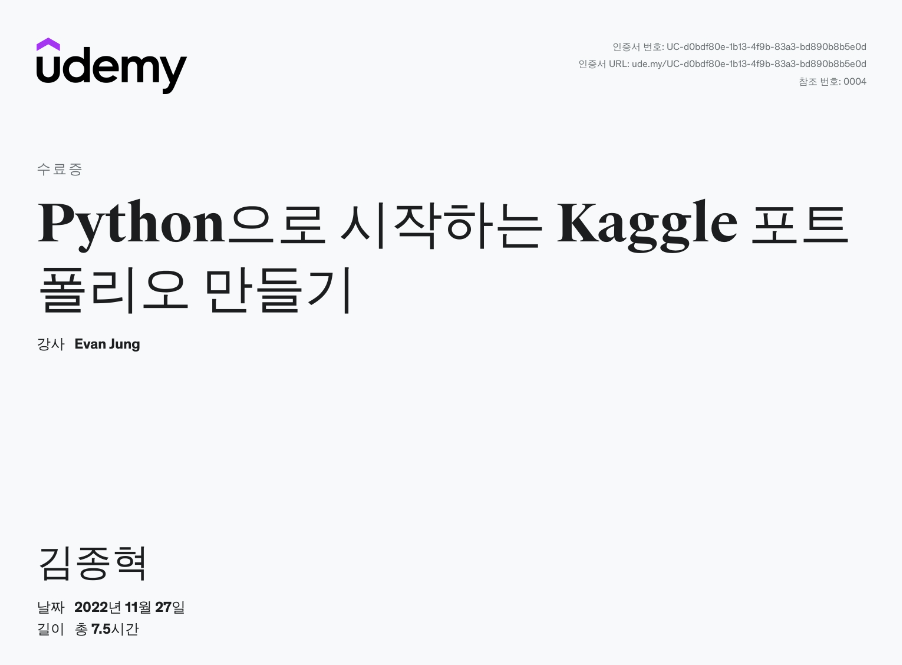 udemy
인증서 번호: UC-d0bdf80e-1b13-4f9b-83a3-bd890b8b5e0d
인증서 URL: ude.my/UC-d0bdf80e-1b13-4f9b-83a3-bd890b8b5e0d
참조 번호: 0004
수료증
Python으로 시작하는 Kaggle 포트
폴리오 만들기
강사 Evan Jung
김종혁
날짜 2022년 11월 27일
길이 총 7.5시간